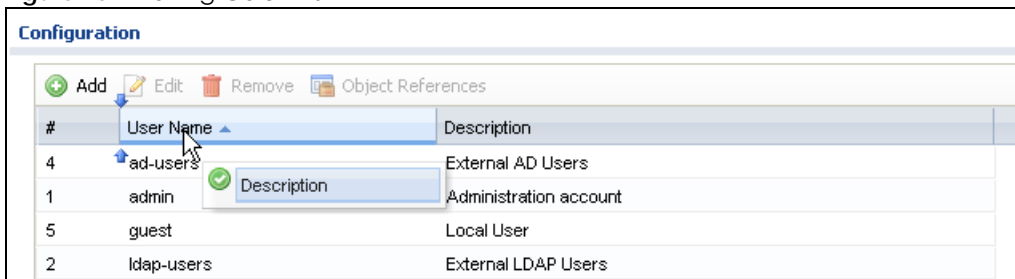 Configuration
Add Edit Remove Object References
# User Name Description
4 ad-users External AD Users
Description
1 admin Administration account
5 guest Local User
2 ldap-users External LDAP Users